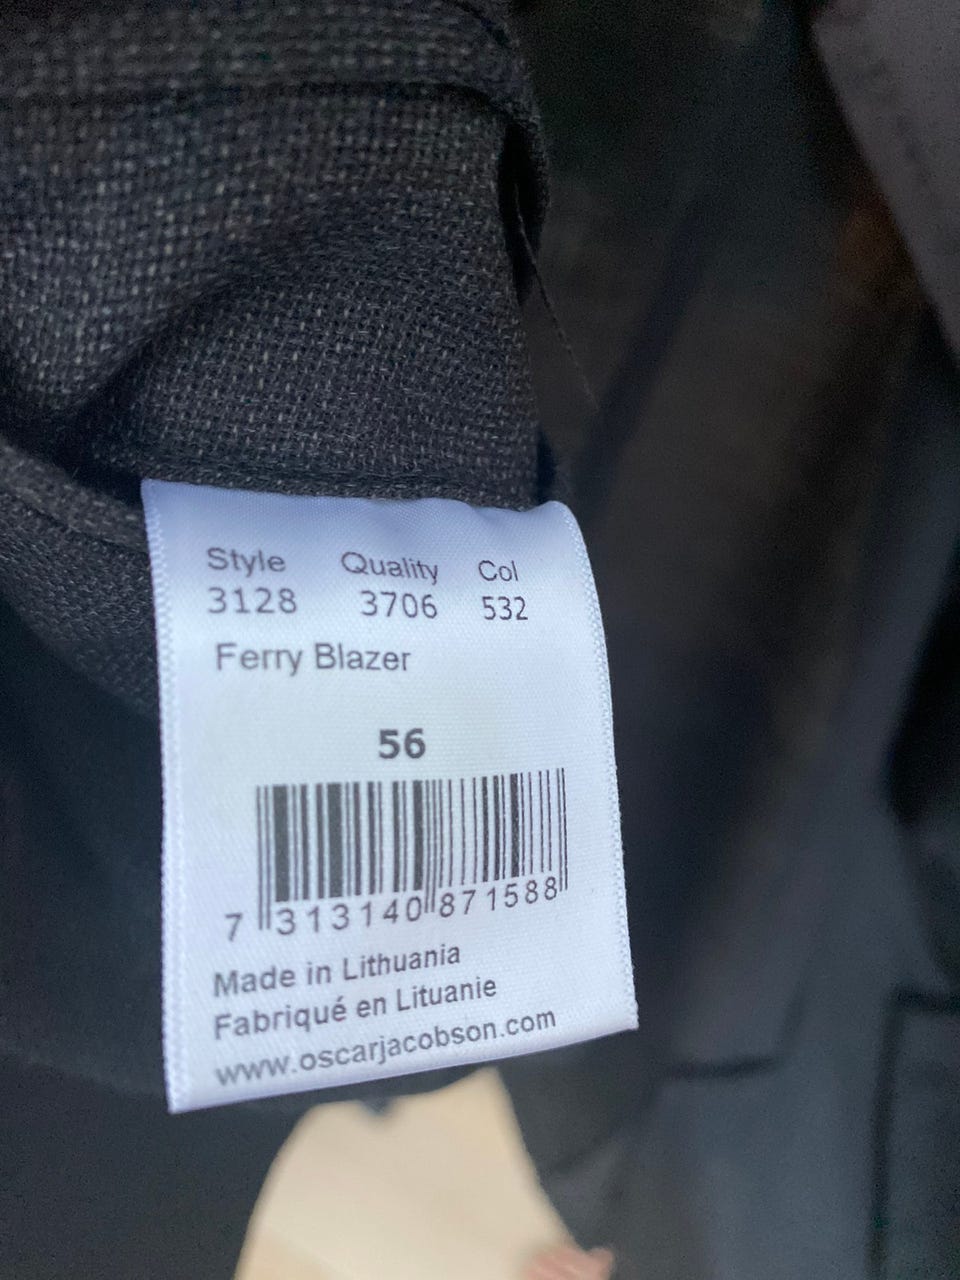 Style Quality Col
3128 3706 532
Ferry Blazer
56
7 313140 871588
Made in Lithuania
Fabriqué en Lituanie
www.oscarjacobson.com